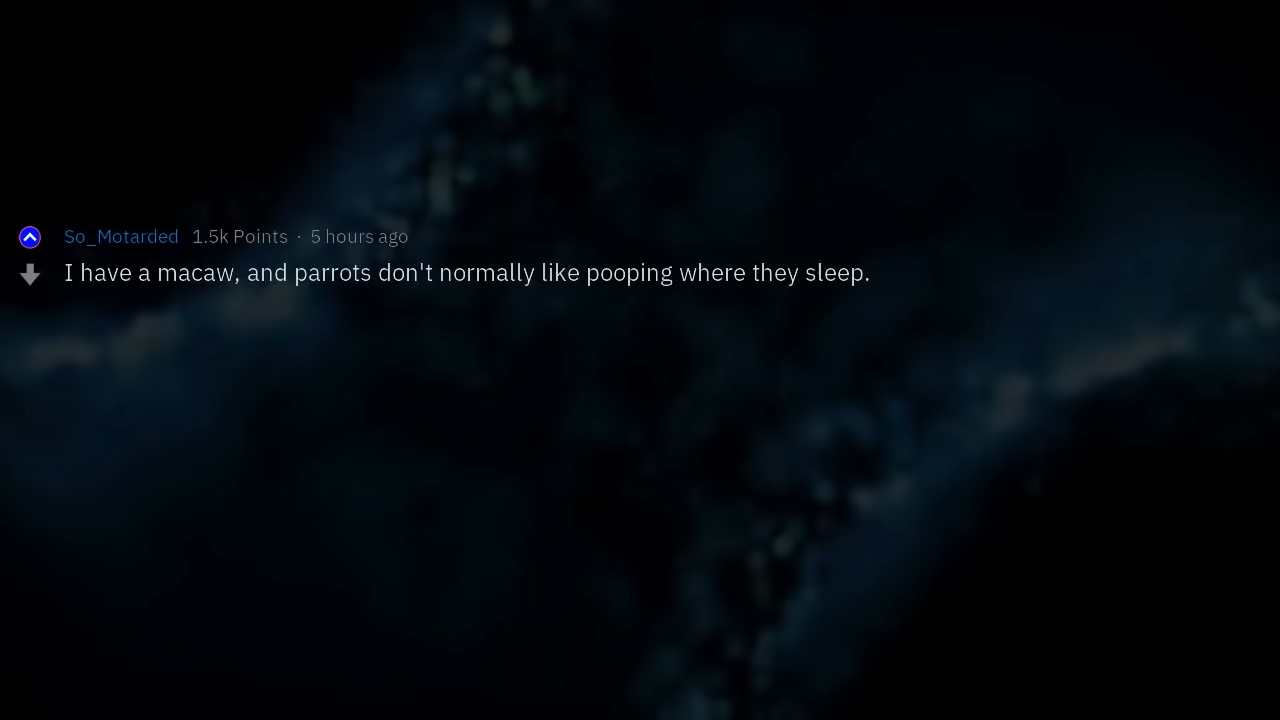 So_Motarded 1.5k Points · 5 hours ago
I have a macaw, and parrots don't normally like pooping where they sleep.